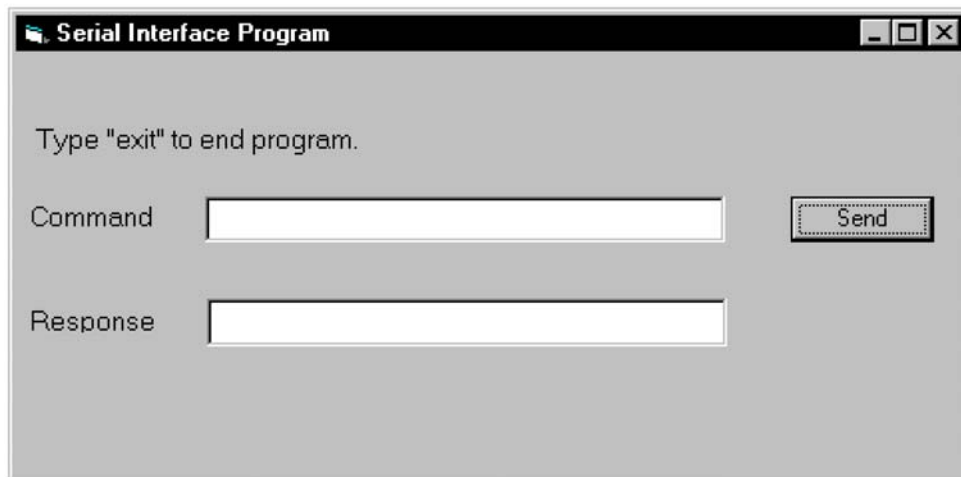 Serial Interface Program
Type "exit" to end program.
Command
Send
Response